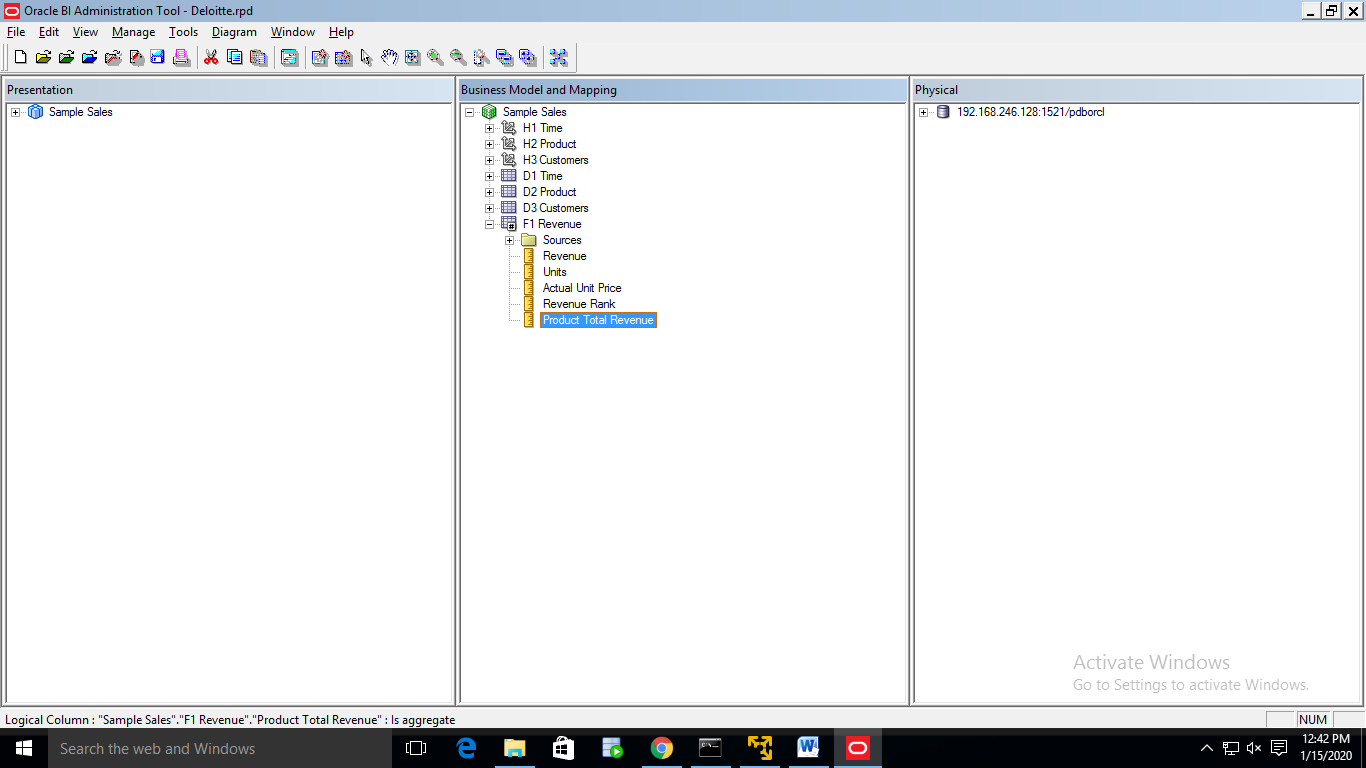 Oracle BI Administration Tool - Deloitte.rpd
File Edit View Manage Tools Diagram Window Help
Presentation
Sample Sales
Business Model and Mapping
Sample Sales
H1 Time
H2 Product
H3 Customers
D1 Time
D2 Product
D3 Customers
F1 Revenue
Sources
Revenue
Units
Actual Unit Price
Revenue Rank
Product Total Revenue
Physical
192.168.246.128:1521/pdborcl
Activate Windows
Go to Settings to activate Windows.
Logical Column : "Sample Sales"."F1 Revenue"."Product Total Revenue" : Is aggregate
NUM
Search the web and Windows
12:42 PM
1/15/2020